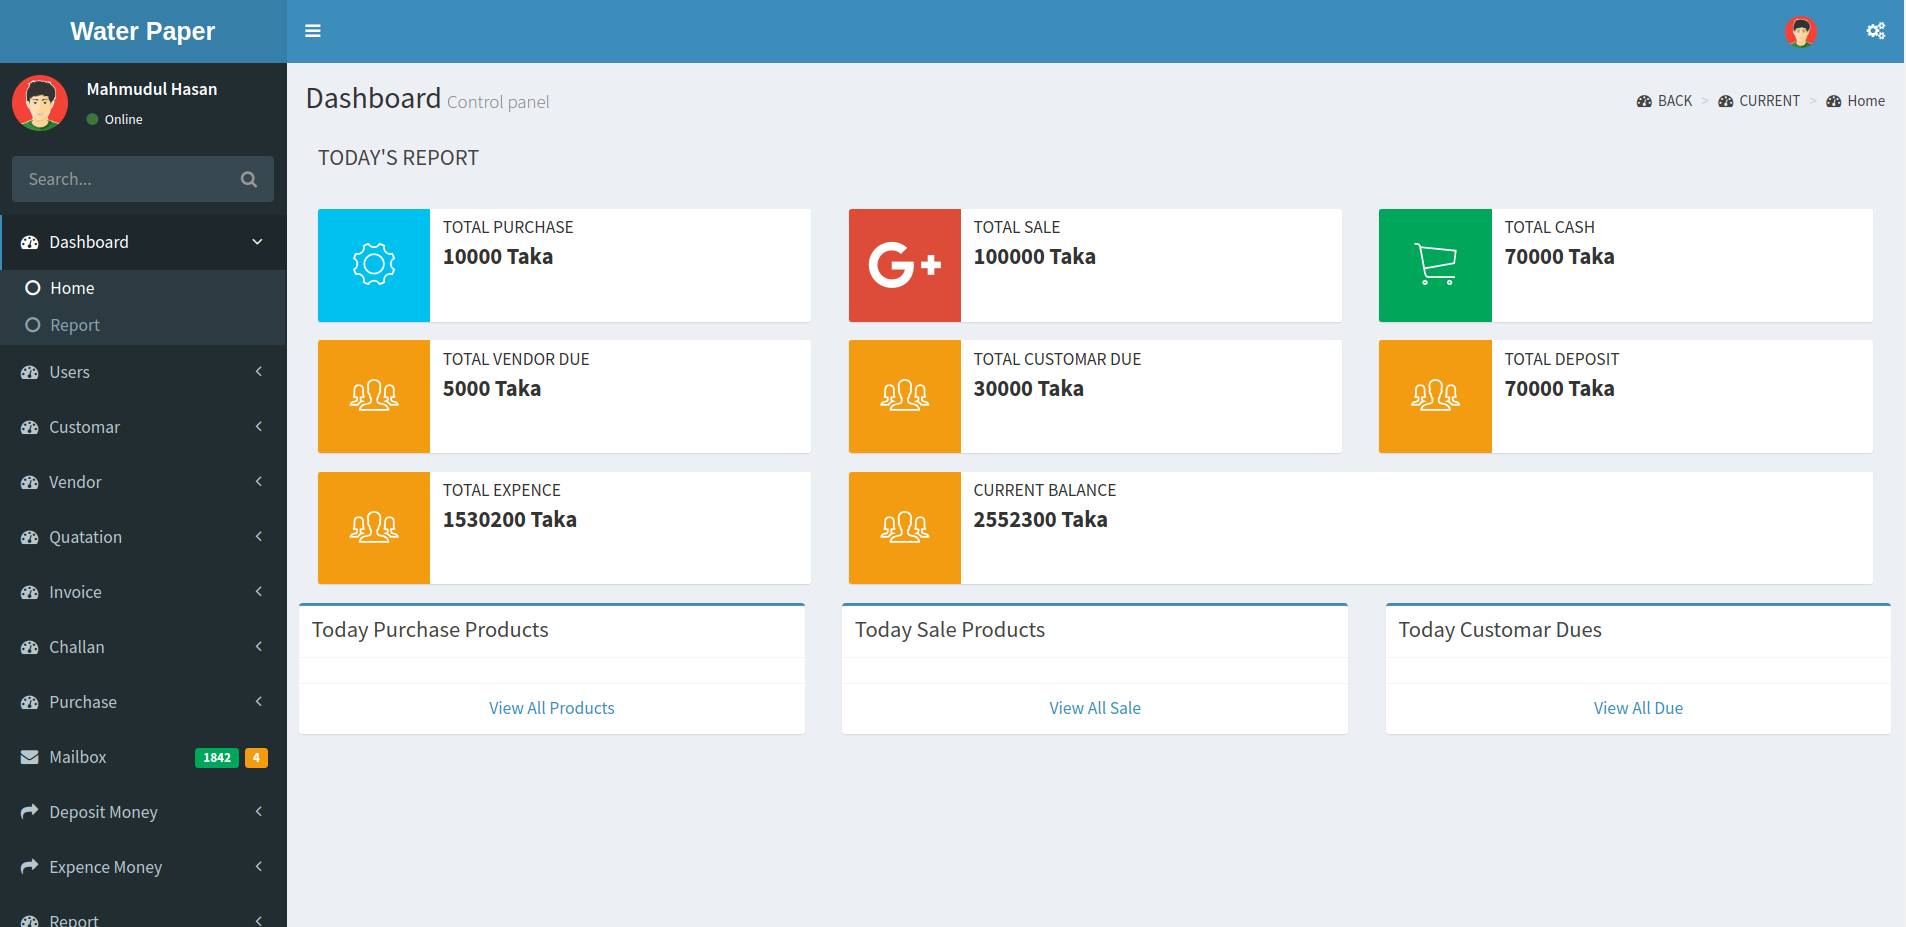 Water Paper
Mahmudul Hasan
Online
Search...
Dashboard
Home
Report
Users
Customar
Vendor
Quatation
Invoice
Challan
Purchase
Mailbox 1842 4
Deposit Money
Expence Money
Report
Dashboard Control panel
BACK > CURRENT > Home
TODAY'S REPORT
TOTAL PURCHASE
10000 Taka
TOTAL SALE
100000 Taka
TOTAL CASH
70000 Taka
TOTAL VENDOR DUE
5000 Taka
TOTAL CUSTOMAR DUE
30000 Taka
TOTAL DEPOSIT
70000 Taka
TOTAL EXPENCE
1530200 Taka
CURRENT BALANCE
2552300 Taka
Today Purchase Products
View All Products
Today Sale Products
View All Sale
Today Customar Dues
View All Due